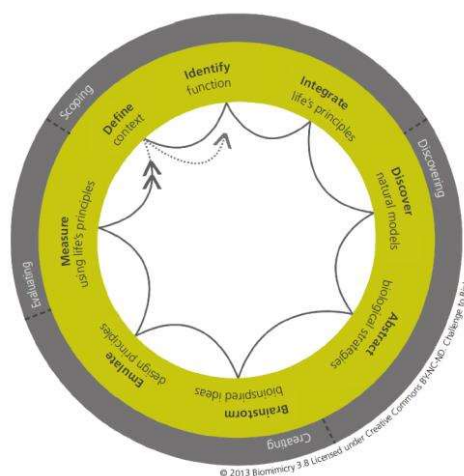 Scoping
Identify
function
Integrate
life's principles
Define
context
Discovering
Discover
natural models
Measure
using life's principles
Abstract
biological strategies
Evaluating
Emulate
design principles
Brainstorm
bioinspired ideas
Creating
© 2013 Biomimicry 3.8 Licensed under Creative Commons BY-NC-ND. Challenge to